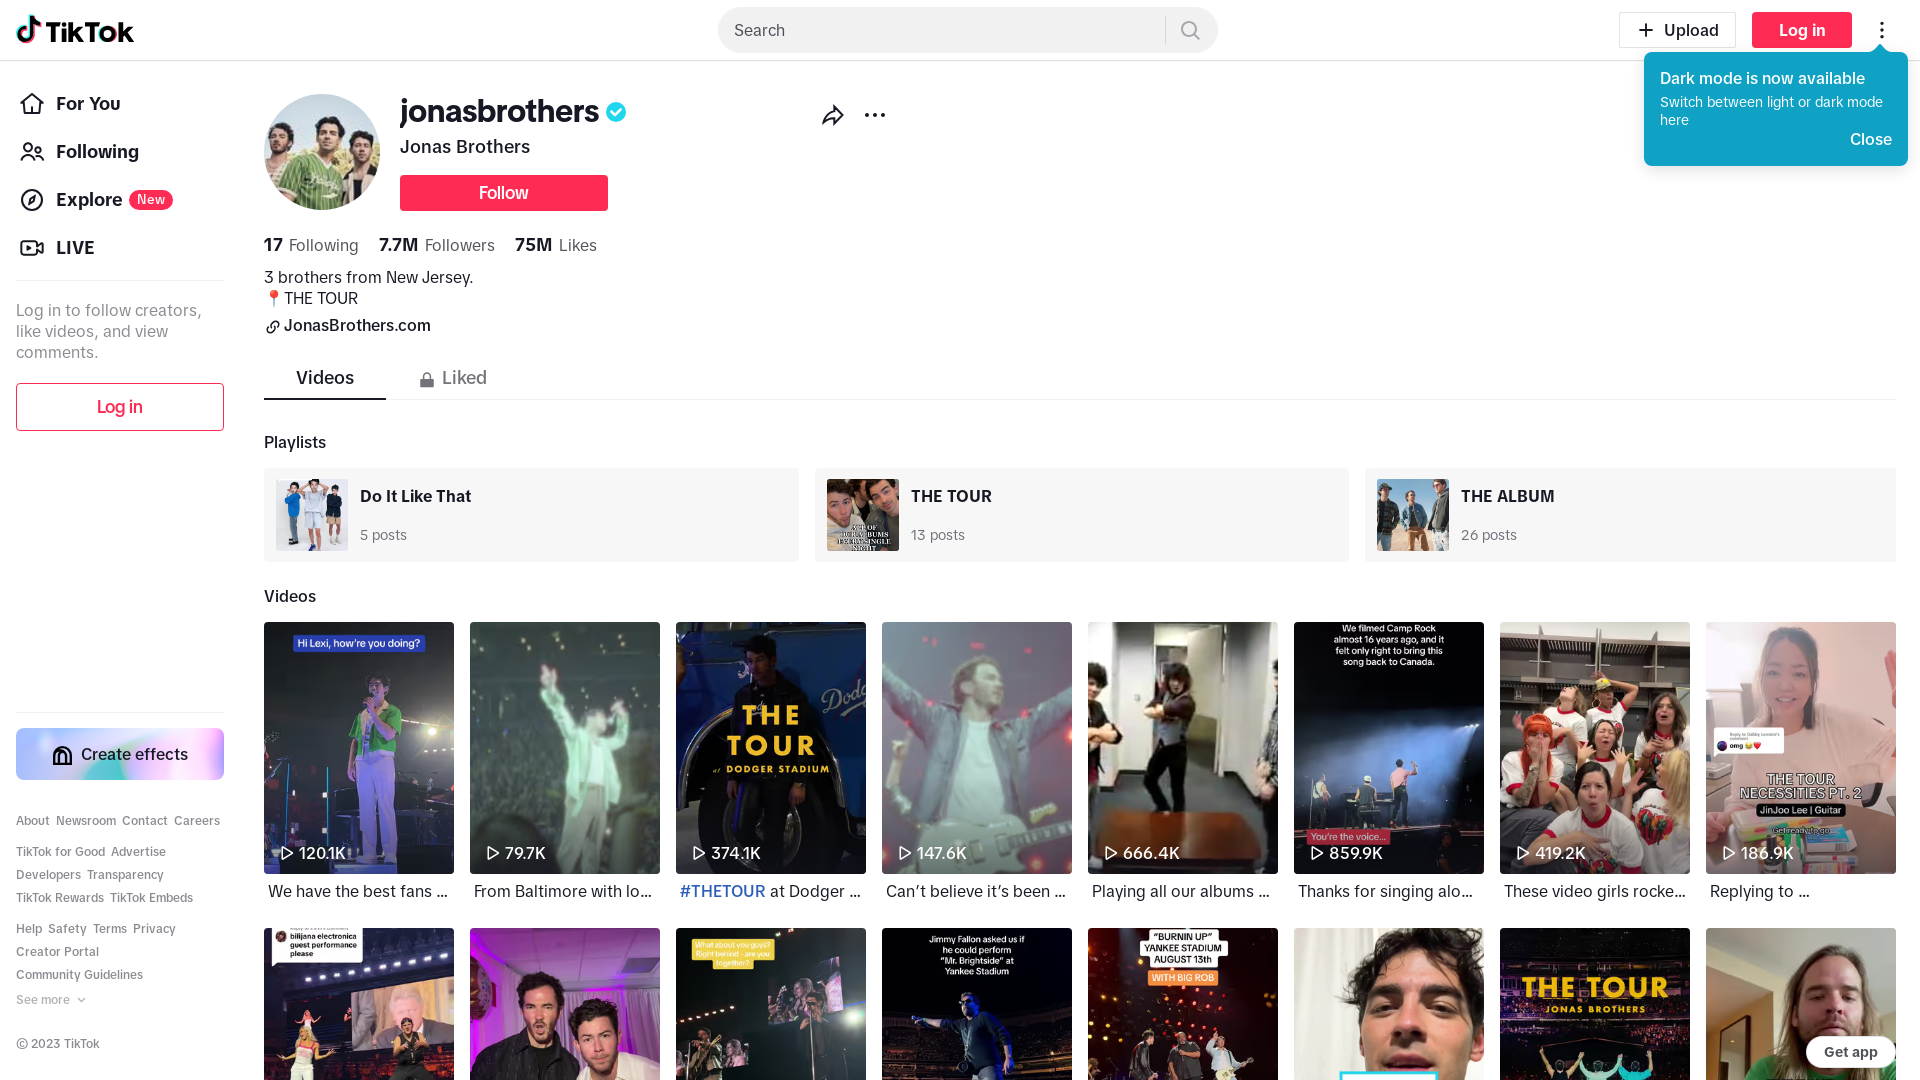 TikTok
Search
Upload
Log in
Dark mode is now available
Switch between light or dark mode
here
Close
For You
Following
Explore New
LIVE
Log in to follow creators,
like videos, and view
comments.
Log in
Create effects
About Newsroom Contact Careers
TikTok for Good Advertise
Developers Transparency
TikTok Rewards TikTok Embeds
Help Safety Terms Privacy
Creator Portal
Community Guidelines
See more
© 2023 TikTok
jonasbrothers
Jonas Brothers
Follow
17 Following 7.7M Followers 75M Likes
3 brothers from New Jersey.
📍THE TOUR
JonasBrothers.com
Videos
Liked
Playlists
Do It Like That
5 posts
THE TOUR
13 posts
THE ALBUM
26 posts
Videos
Hi Lexi, how're you doing?
120.1K
We have the best fans ...
79.7K
From Baltimore with lo...
Dod
THE
TOUR
at DODGER STADIUM
374.1K
#THETOUR at Dodger ...
147.6K
Can't believe it's been ...
666.4K
Playing all our albums ...
We filmed Camp Rock
almost 16 years ago, and it
felt only right to bring this
song back to Canada.
You're the voice...
859.9K
Thanks for singing alo...
419.2K
These video girls rocke...
omg 😂❤️
THE TOUR
NECESSITIES PT. 2
JinJoo Lee | Guitar
Get ready to go
186.9K
Replying to ...
bilijana electronica
guest performance
please
What about you guys?
Right behind - are you
together?
Jimmy Fallon asked us if
he could perform
"Mr. Brightside" at
Yankee Stadium
"BURNIN UP"
YANKEE STADIUM
AUGUST 13th
WITH BIG ROB
THE TOUR
JONAS BROTHERS
Get app